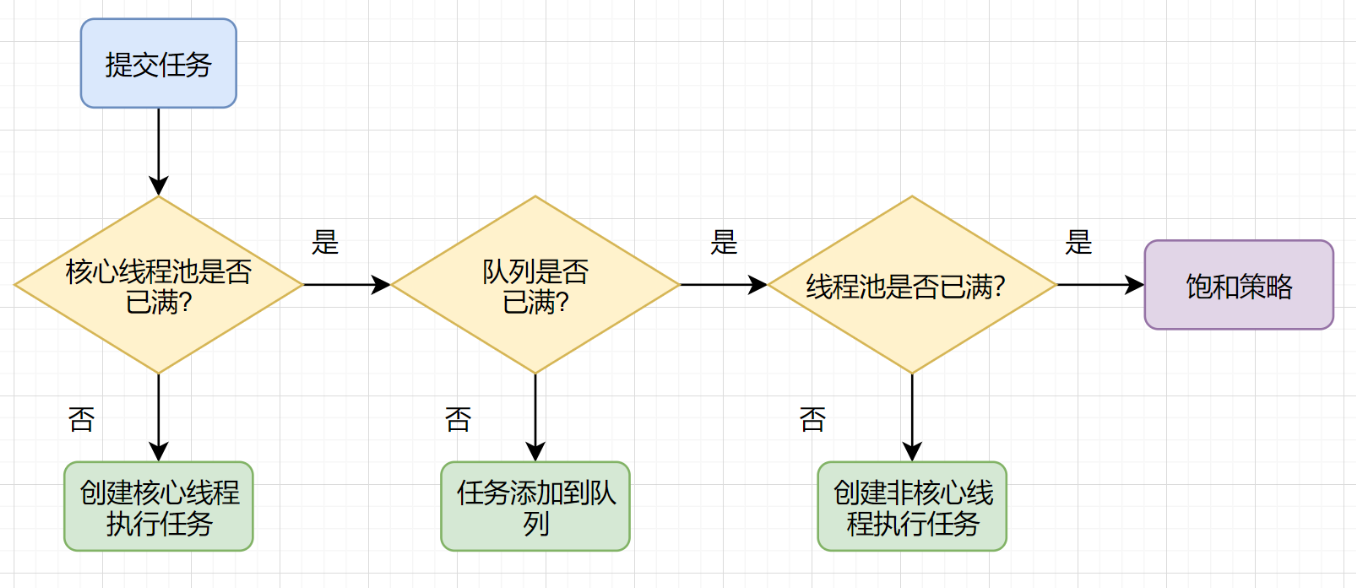 提交任务
核心线程池是否
已满?
是
队列是否
已满?
是
线程池是否已满?
是
饱和策略
否
创建核心线程
执行任务
否
任务添加到队
列
否
创建非核心线
程执行任务